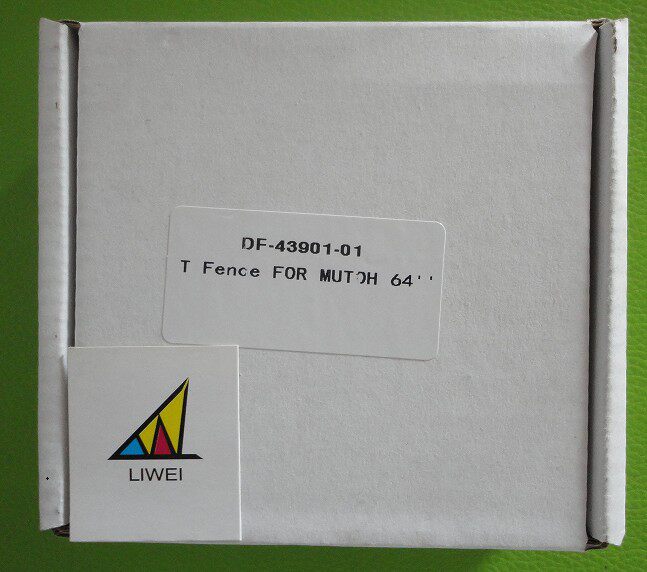 DF-43901-01
T Fence FOR MUTOH 64''
LIWEI